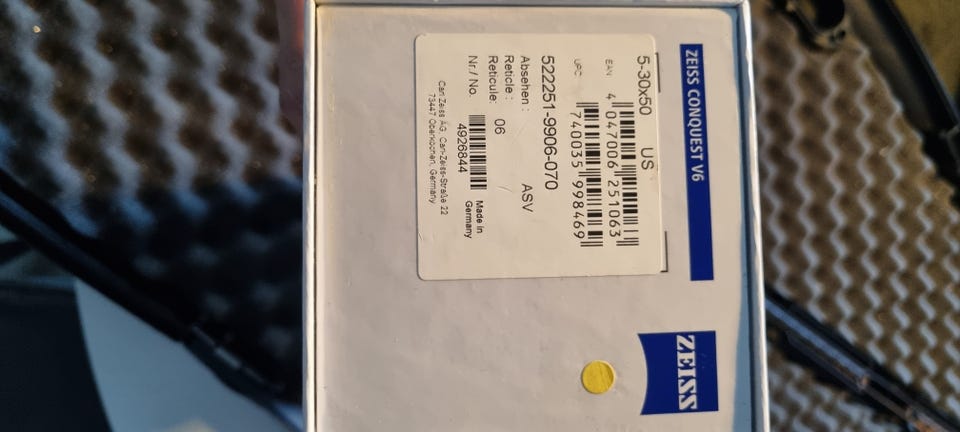 ZEISS CONQUEST V6
5-30x50 US
EAN
4 047006 251063
UPC
7 40035 99846 9
522251-9906-070
Absehen : ASV
Reticle :
Reticule: 06
Nr./ No. 4926844
Made in
Germany
Carl Zeiss AG, Carl-Zeiss-Straße 22
73447 Oberkochen, Germany
ZEISS